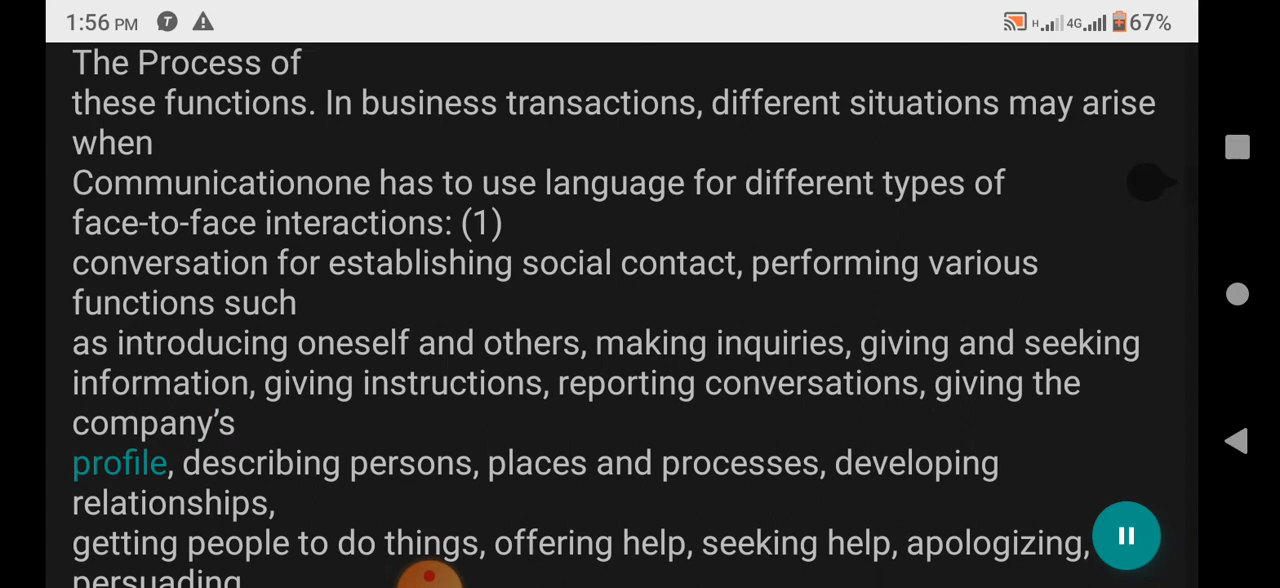 1:56 PM
H 4G 67%
The Process of
these functions. In business transactions, different situations may arise
when
Communicationone has to use language for different types of
face-to-face interactions: (1)
conversation for establishing social contact, performing various
functions such
as introducing oneself and others, making inquiries, giving and seeking
information, giving instructions, reporting conversations, giving the
company’s
profile, describing persons, places and processes, developing
relationships,
getting people to do things, offering help, seeking help, apologizing,
persuading